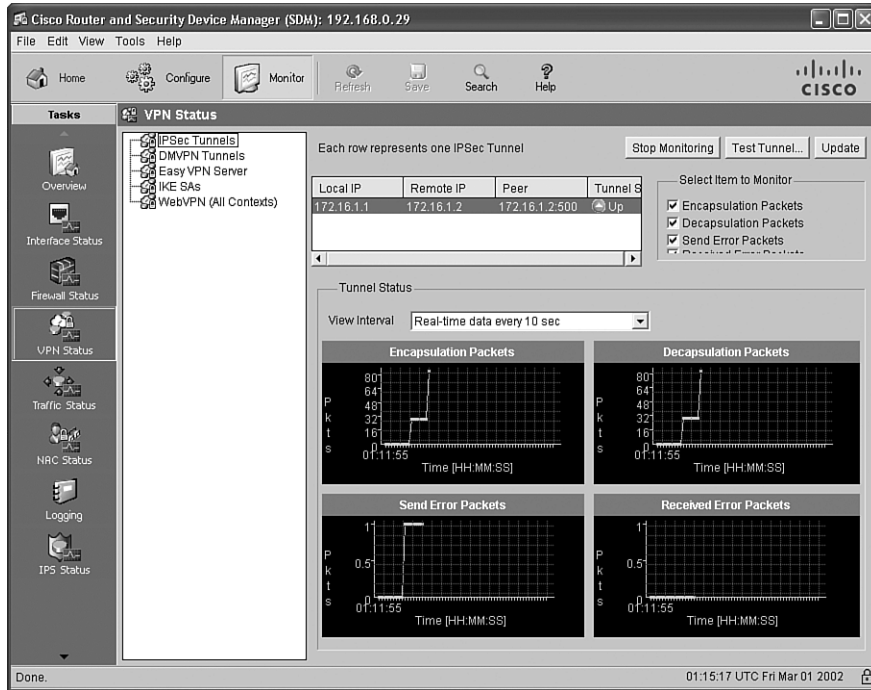 Cisco Router and Security Device Manager (SDM): 192.168.0.29
File Edit View Tools Help
Home Configure Monitor Refresh Save Search Help
CISCO
Tasks
VPN Status
Overview
Interface Status
Firewall Status
VPN Status
Traffic Status
NAC Status
Logging
IPS Status
IPSec Tunnels
DMVPN Tunnels
Easy VPN Server
IKE SAs
WebVPN (All Contexts)
Each row represents one IPSec Tunnel
Stop Monitoring Test Tunnel... Update
Local IP Remote IP Peer Tunnel S
172.16.1.1 172.16.1.2 172.16.1.2:500 Up
Select Item to Monitor
Encapsulation Packets
Decapsulation Packets
Send Error Packets
Tunnel Status
View Interval Real-time data every 10 sec
Encapsulation Packets
80
64
48
32
16
0
Pkts
01:11:55
Time [HH:MM:SS]
Decapsulation Packets
80
64
48
32
16
0
Pkts
01:11:55
Time [HH:MM:SS]
Send Error Packets
1
0.5
0
Pkts
01:11:55
Time [HH:MM:SS]
Received Error Packets
1
0.5
0
Pkts
01:11:55
Time [HH:MM:SS]
Done.
01:15:17 UTC Fri Mar 01 2002